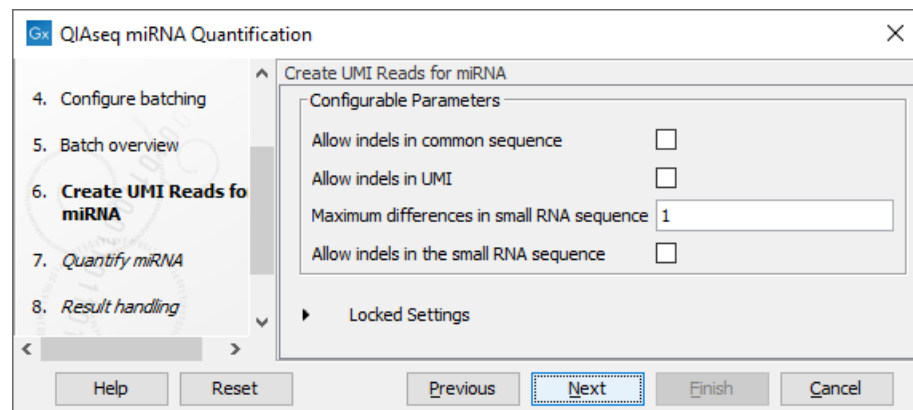 Gx QIAseq miRNA Quantification
4. Configure batching
5. Batch overview
6. Create UMI Reads fo
miRNA
7. Quantify miRNA
8. Result handling
Create UMI Reads for miRNA
Configurable Parameters
Allow indels in common sequence
Allow indels in UMI
Maximum differences in small RNA sequence 1
Allow indels in the small RNA sequence
Locked Settings
Help Reset Previous Next Finish Cancel